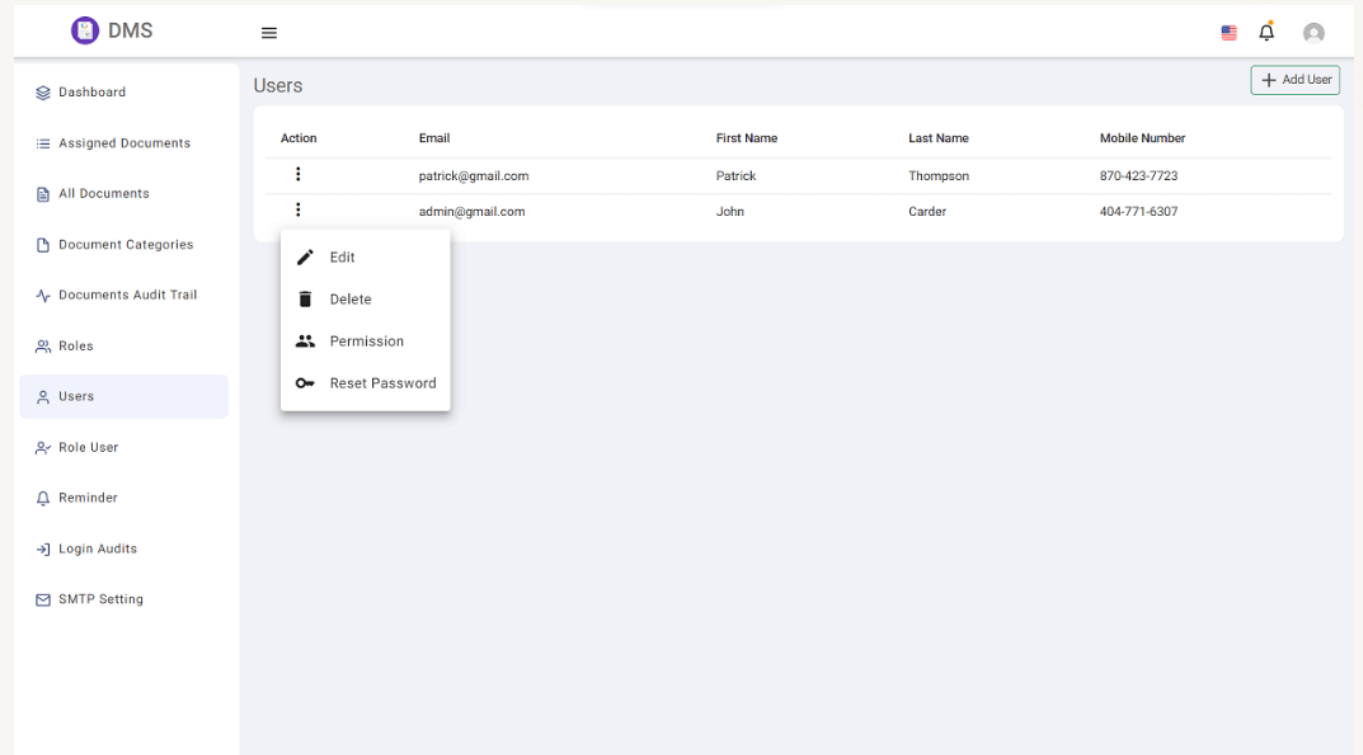 DMS
Dashboard
Assigned Documents
All Documents
Document Categories
Documents Audit Trail
Roles
Users
Role User
Reminder
Login Audits
SMTP Setting
Users
Add User
Action Email First Name Last Name Mobile Number
patrick@gmail.com Patrick Thompson 870-423-7723
admin@gmail.com John Carder 404-771-6307
Edit
Delete
Permission
Reset Password